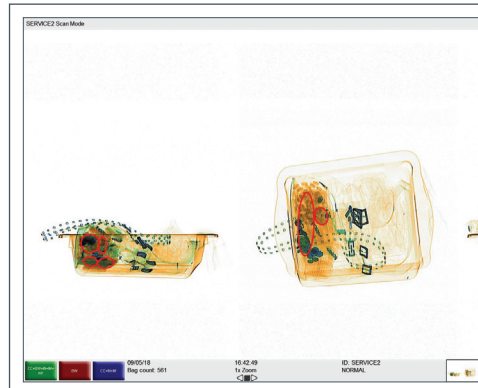 SERVICE2 Scan Mode
09/05/18
Bag count: 561
16:42:49
1x Zoom
ID: SERVICE2
NORMAL